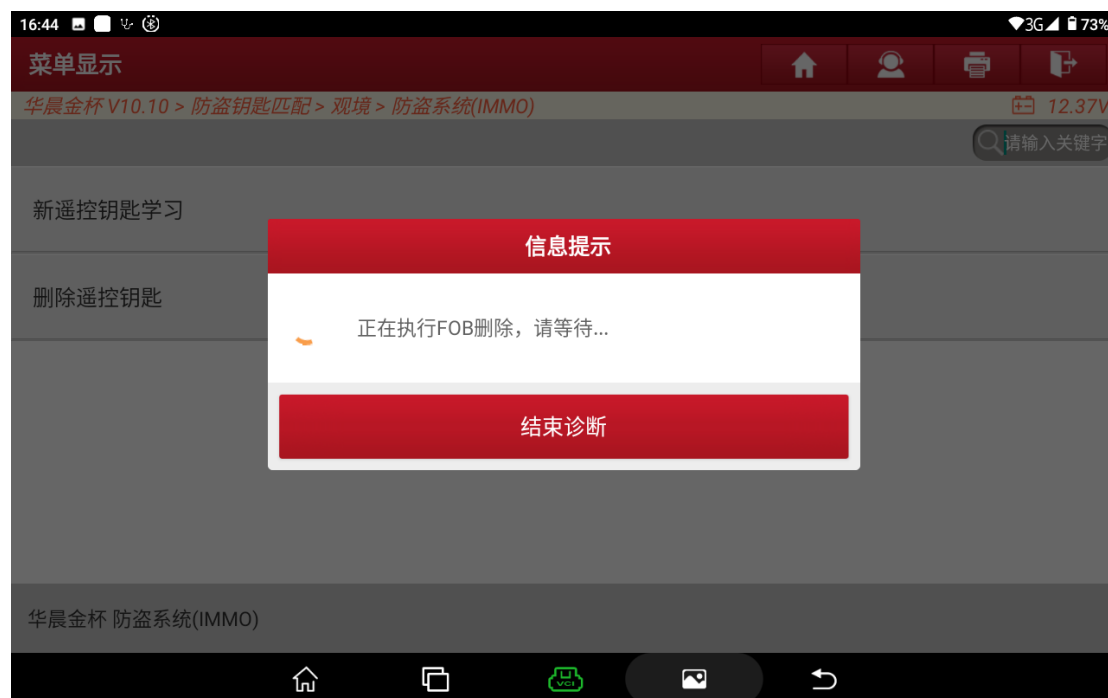 16:44 3G 73%
菜单显示
华晨金杯 V10.10 > 防盗钥匙匹配 > 观境 > 防盗系统(IMMO) 12.37V
请输入关键字
新遥控钥匙学习
信息提示
删除遥控钥匙
正在执行FOB删除，请等待...
结束诊断
华晨金杯 防盗系统(IMMO)
VCI